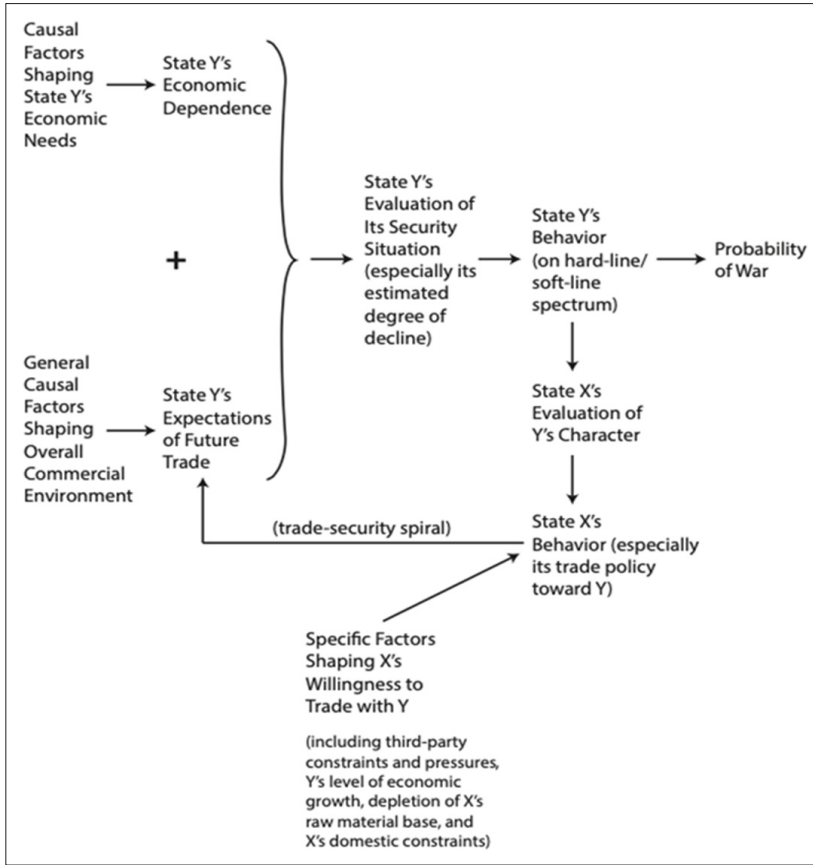 Causal
Factors
Shaping
State Y's
Economic
Needs
State Y's
Economic
Dependence
+
General
Causal
Factors
Shaping
Overall
Commercial
Environment
State Y's
Expectations
of Future
Trade
State Y's
Evaluation of
Its Security
Situation
(especially its
estimated
degree of
decline)
State Y's
Behavior
(on hard-line/
soft-line
spectrum)
Probability
of War
State X's
Evaluation of
Y's Character
State X's
Behavior (especially
its trade policy
toward Y)
(trade-security spiral)
Specific Factors
Shaping X's
Willingness to
Trade with Y
(including third-party
constraints and pressures,
Y's level of economic
growth, depletion of X's
raw material base, and
X's domestic constraints)